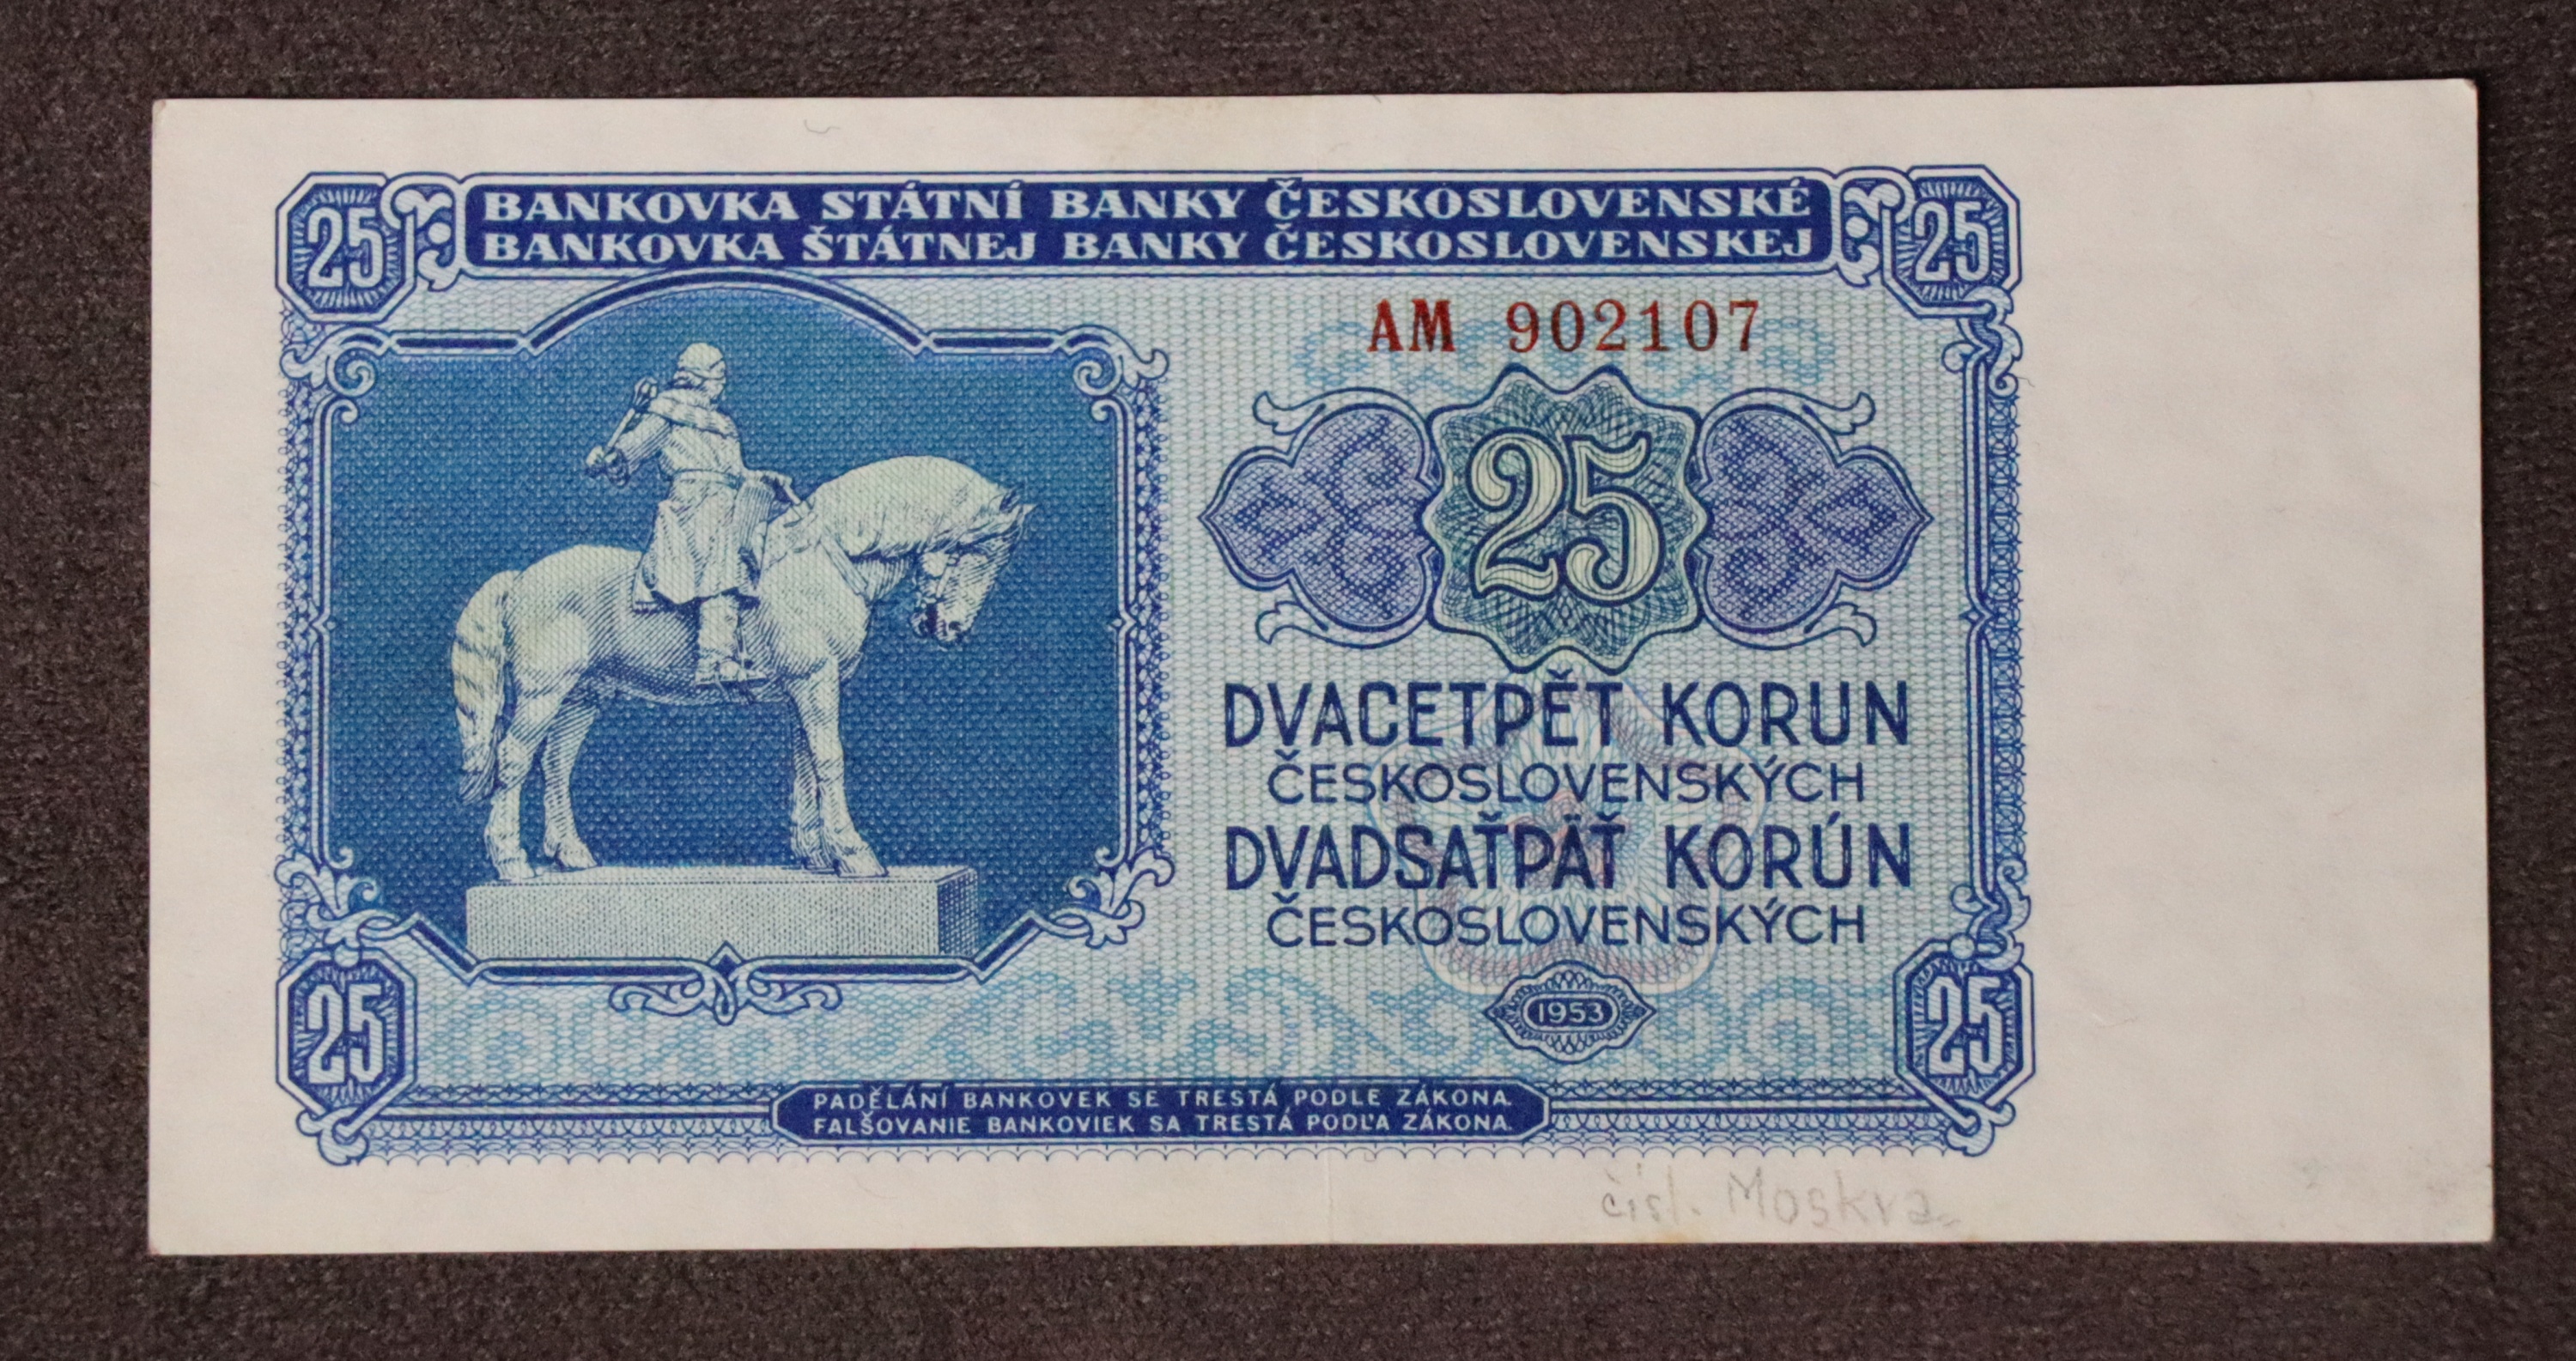 25
BANKOVKA STÁTNÍ BANKY ČESKOSLOVENSKÉ
BANKOVKA ŠTÁTNEJ BANKY ČESKOSLOVENSKEJ
25
AM 902107
25
DVACETPĚT KORUN
ČESKOSLOVENSKÝCH
DVADSAŤPÄŤ KORÚN
ČESKOSLOVENSKÝCH
1953
25
25
PADĚLÁNÍ BANKOVEK SE TRESTÁ PODLE ZÁKONA.
FALŠOVANIE BANKOVIEK SA TRESTÁ PODĽA ZÁKONA.
čísl. Moskva